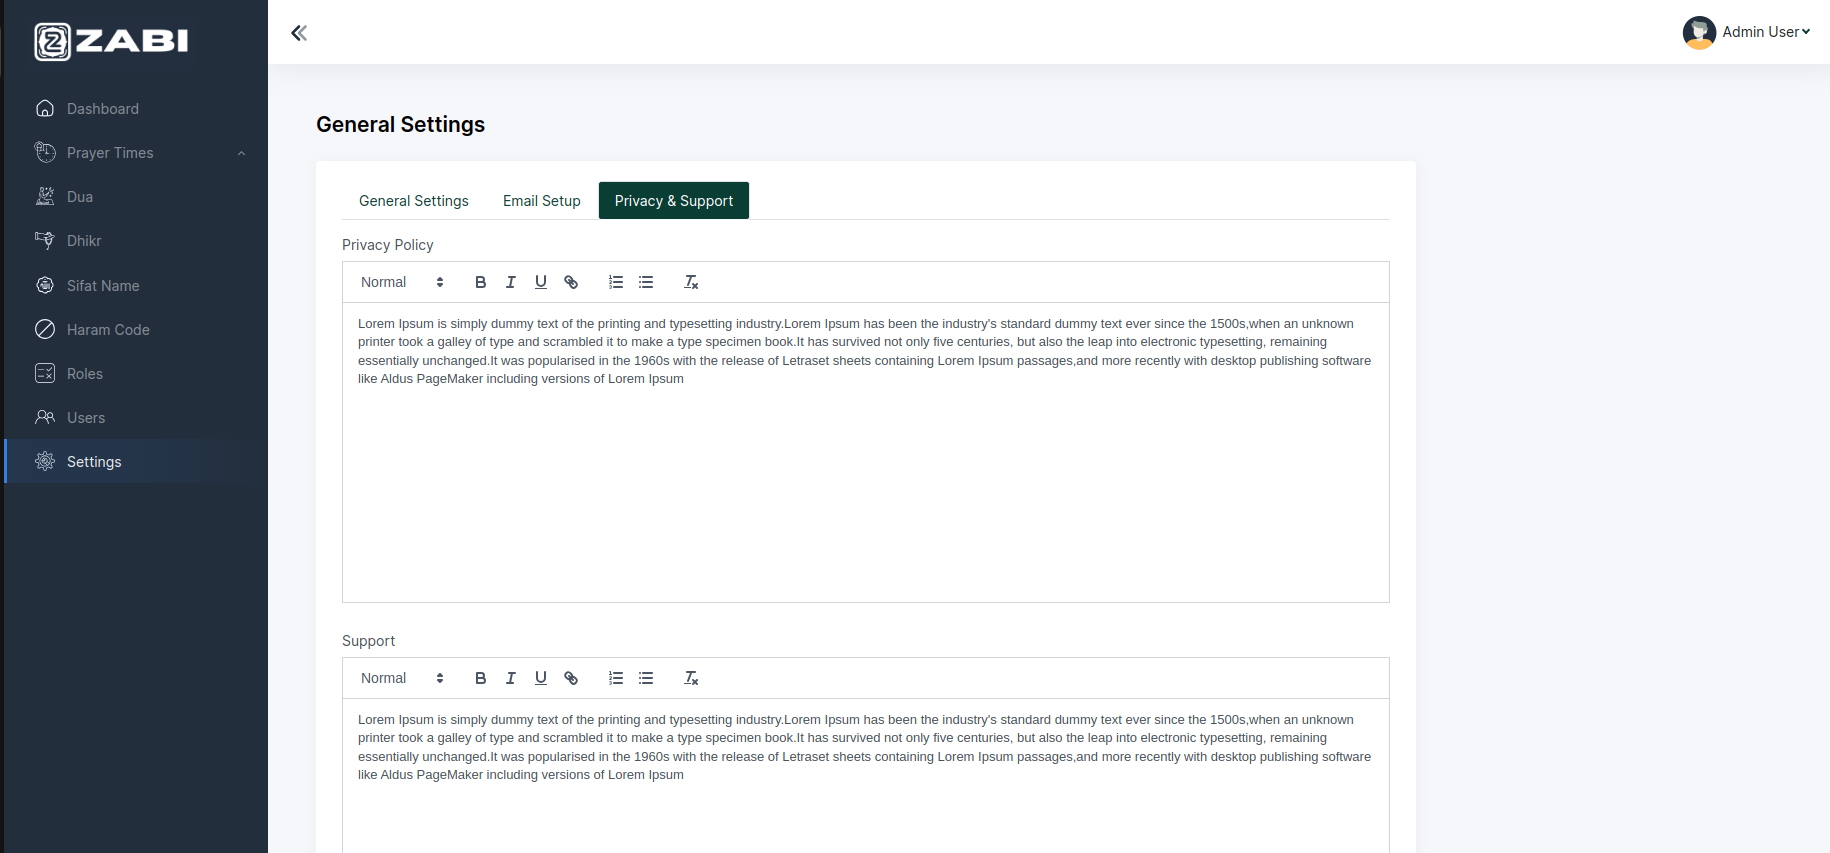 ZABI
Admin User
Dashboard
Prayer Times
Dua
Dhikr
Sifat Name
Haram Code
Roles
Users
Settings
General Settings
General Settings
Email Setup
Privacy & Support
Privacy Policy
Normal
Lorem Ipsum is simply dummy text of the printing and typesetting industry.Lorem Ipsum has been the industry's standard dummy text ever since the 1500s,when an unknown
printer took a galley of type and scrambled it to make a type specimen book.It has survived not only five centuries, but also the leap into electronic typesetting, remaining
essentially unchanged.It was popularised in the 1960s with the release of Letraset sheets containing Lorem Ipsum passages,and more recently with desktop publishing software
like Aldus PageMaker including versions of Lorem Ipsum
Support
Normal
Lorem Ipsum is simply dummy text of the printing and typesetting industry.Lorem Ipsum has been the industry's standard dummy text ever since the 1500s,when an unknown
printer took a galley of type and scrambled it to make a type specimen book.It has survived not only five centuries, but also the leap into electronic typesetting, remaining
essentially unchanged.It was popularised in the 1960s with the release of Letraset sheets containing Lorem Ipsum passages,and more recently with desktop publishing software
like Aldus PageMaker including versions of Lorem Ipsum